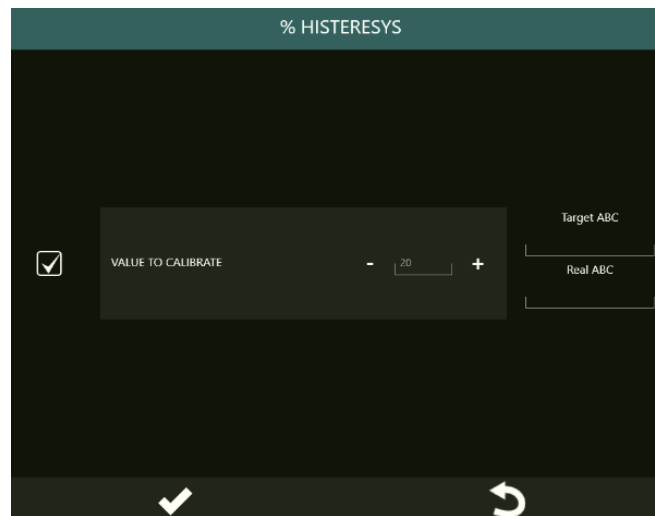 % HISTERESYS
Target ABC
VALUE TO CALIBRATE - 20 +
Real ABC